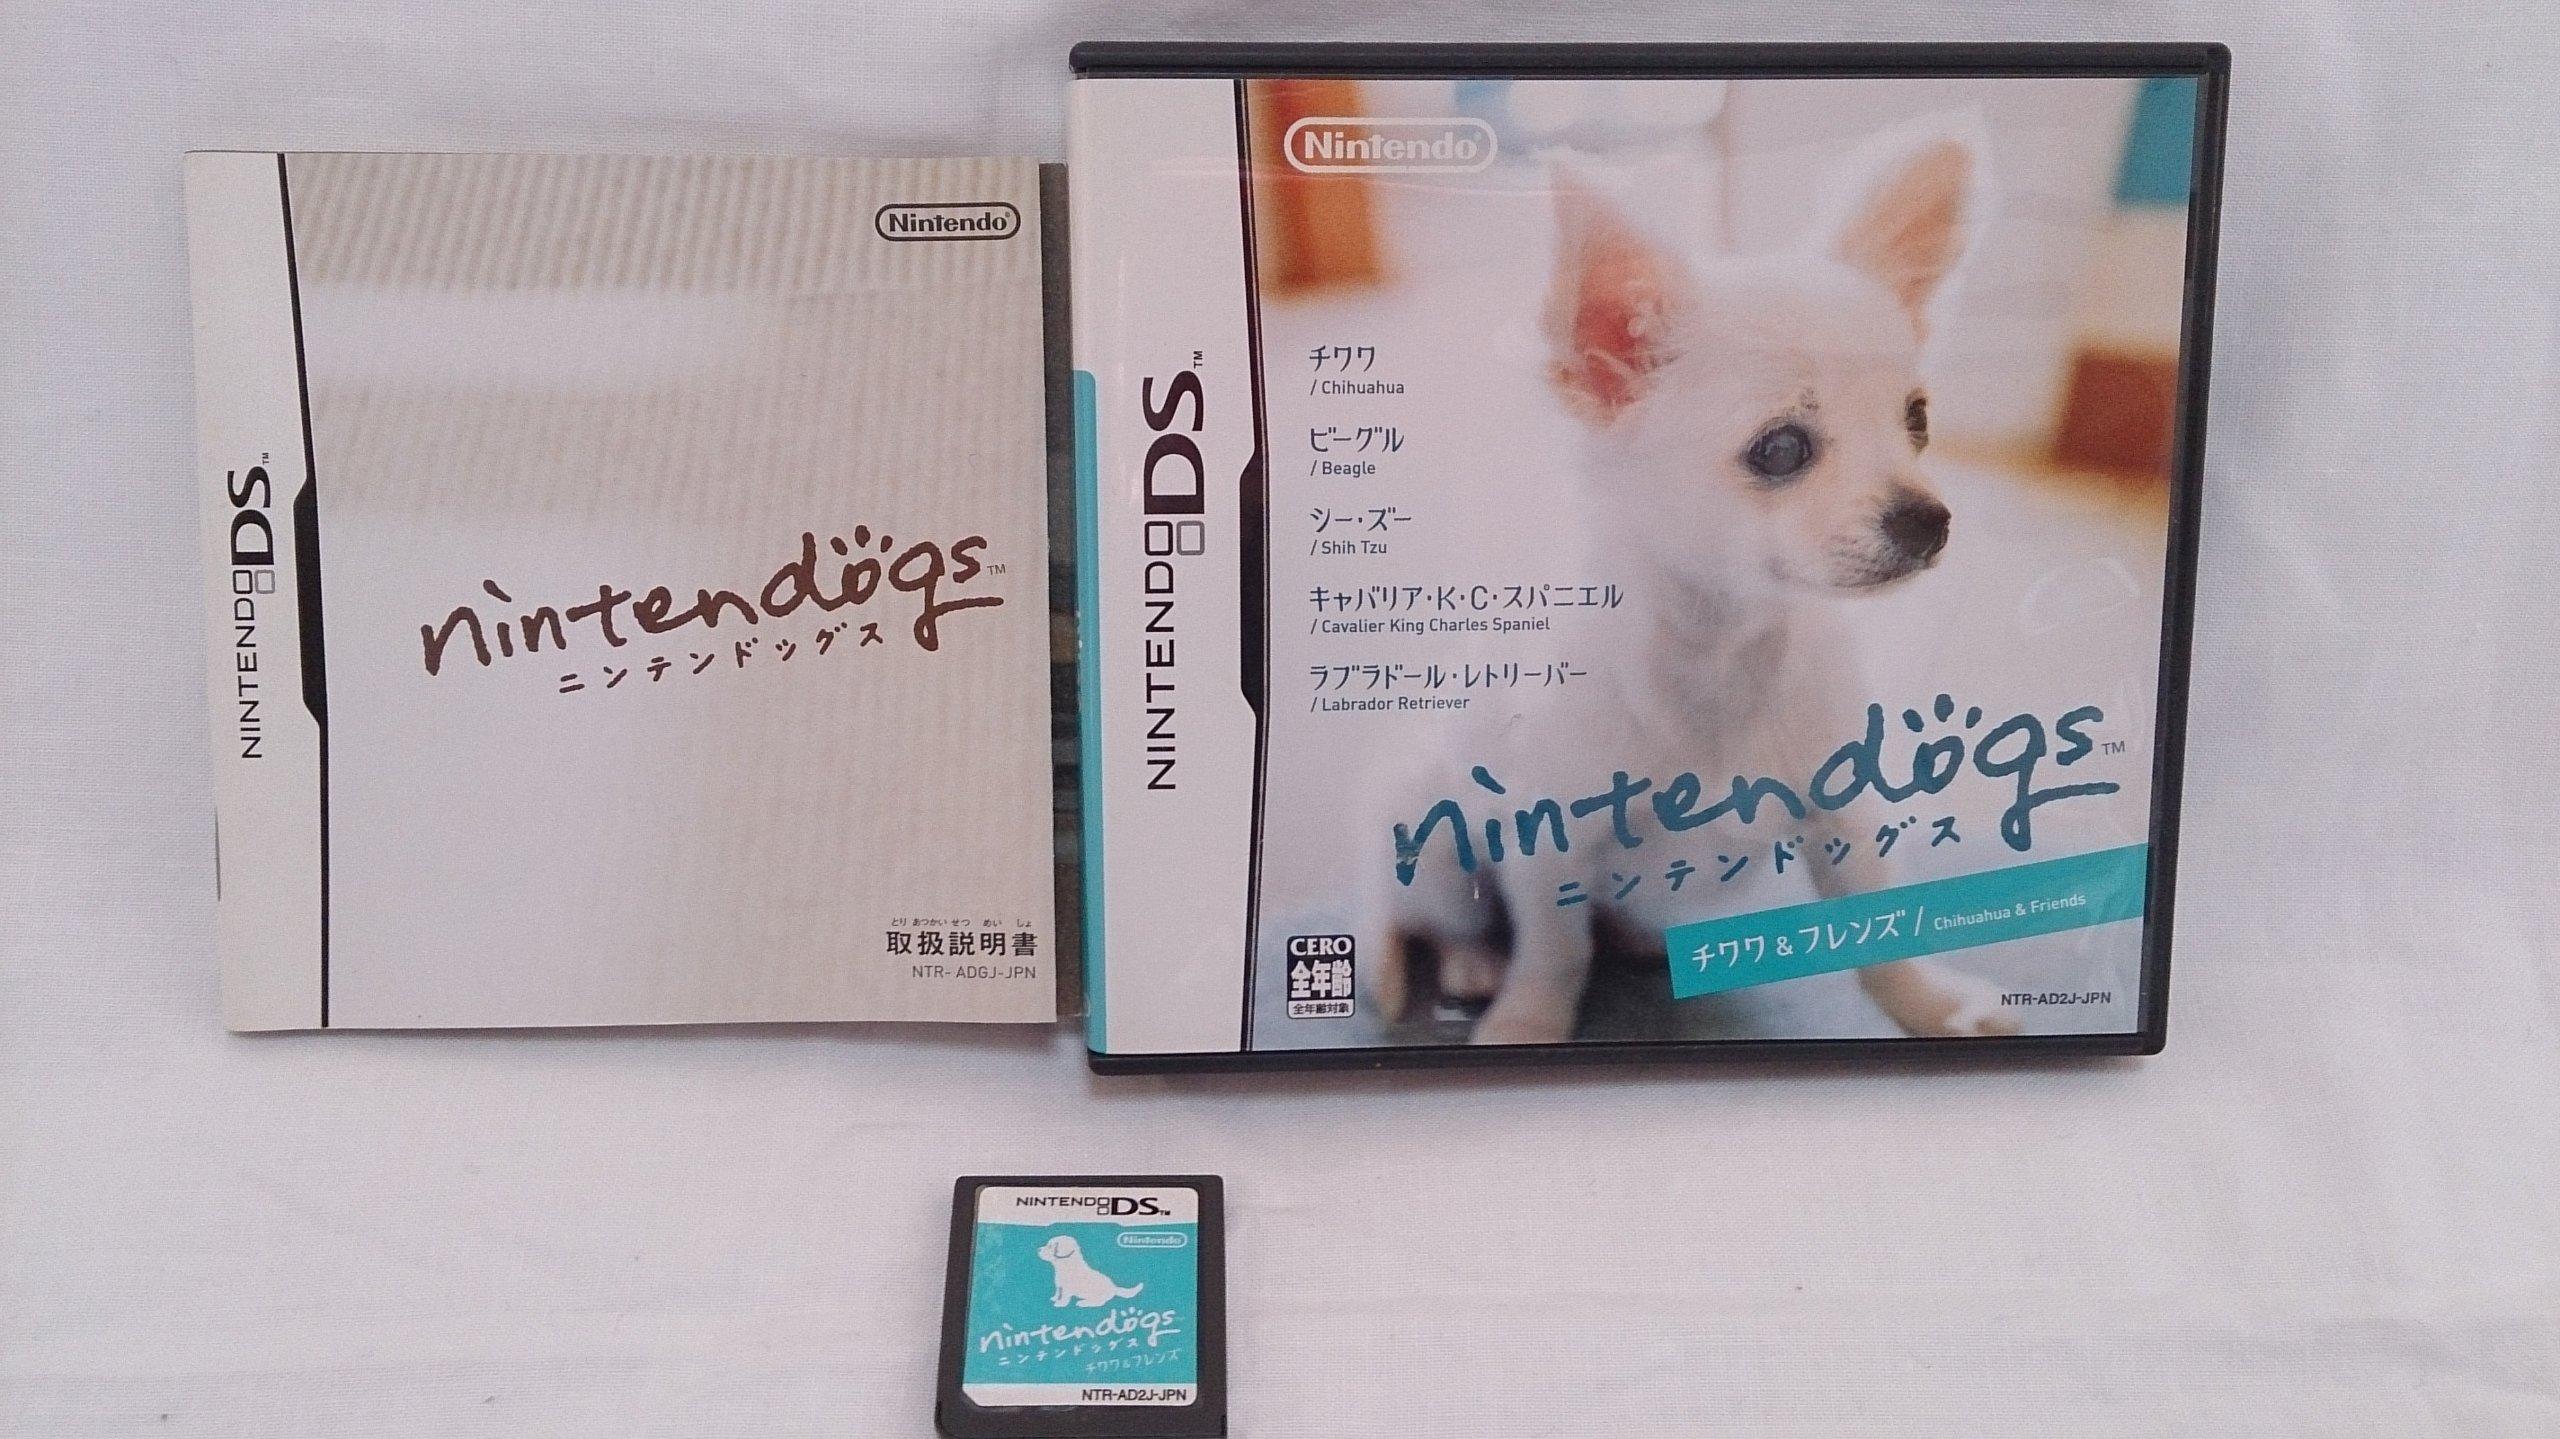 NINTENDO DS™
Nintendo®
nintendogs™
ニンテンドッグス
とり あつかい せつ めい しょ
取扱説明書
NTR- ADGJ-JPN
NINTENDO DS™
Nintendo®
チワワ
/ Chihuahua
ビーグル
/ Beagle
シー・ズー
/ Shih Tzu
キャバリア・K・C・スパニエル
/ Cavalier King Charles Spaniel
ラブラドール・レトリーバー
/ Labrador Retriever
nintendogs™
ニンテンドッグス
チワワ&フレンズ / Chihuahua & Friends
CERO
全年齢
全年齢対象
NTR-AD2J-JPN
NINTENDO DS™
Nintendo®
nintendogs
ニンテンドッグス
チワワ&フレンズ
NTR-AD2J-JPN